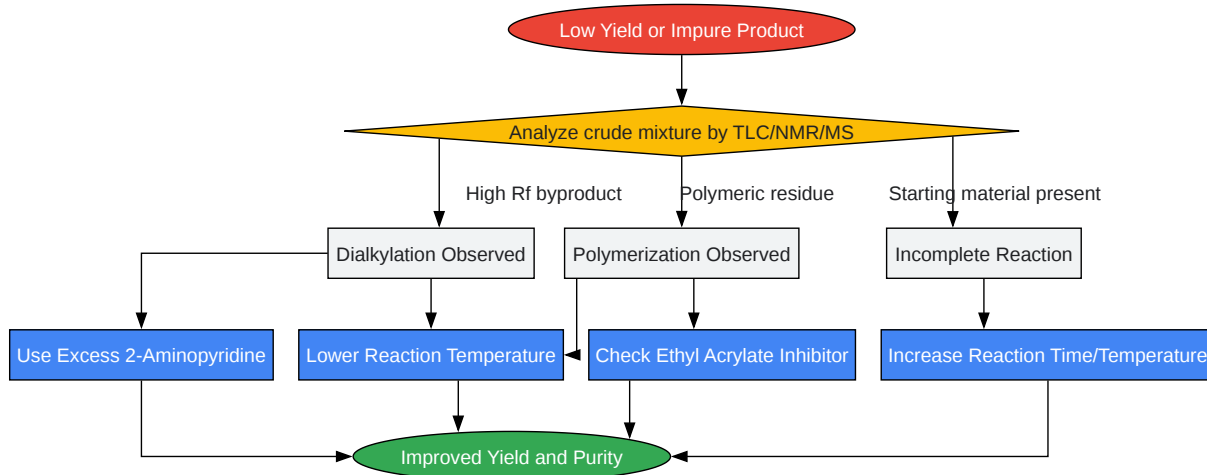 Low Yield or Impure Product
Analyze crude mixture by TLC/NMR/MS
High Rf byproduct
Polymeric residue
Starting material present
Dialkylation Observed
Polymerization Observed
Incomplete Reaction
Use Excess 2-Aminopyridine
Lower Reaction Temperature
Check Ethyl Acrylate Inhibitor
Increase Reaction Time/Temperature
Improved Yield and Purity